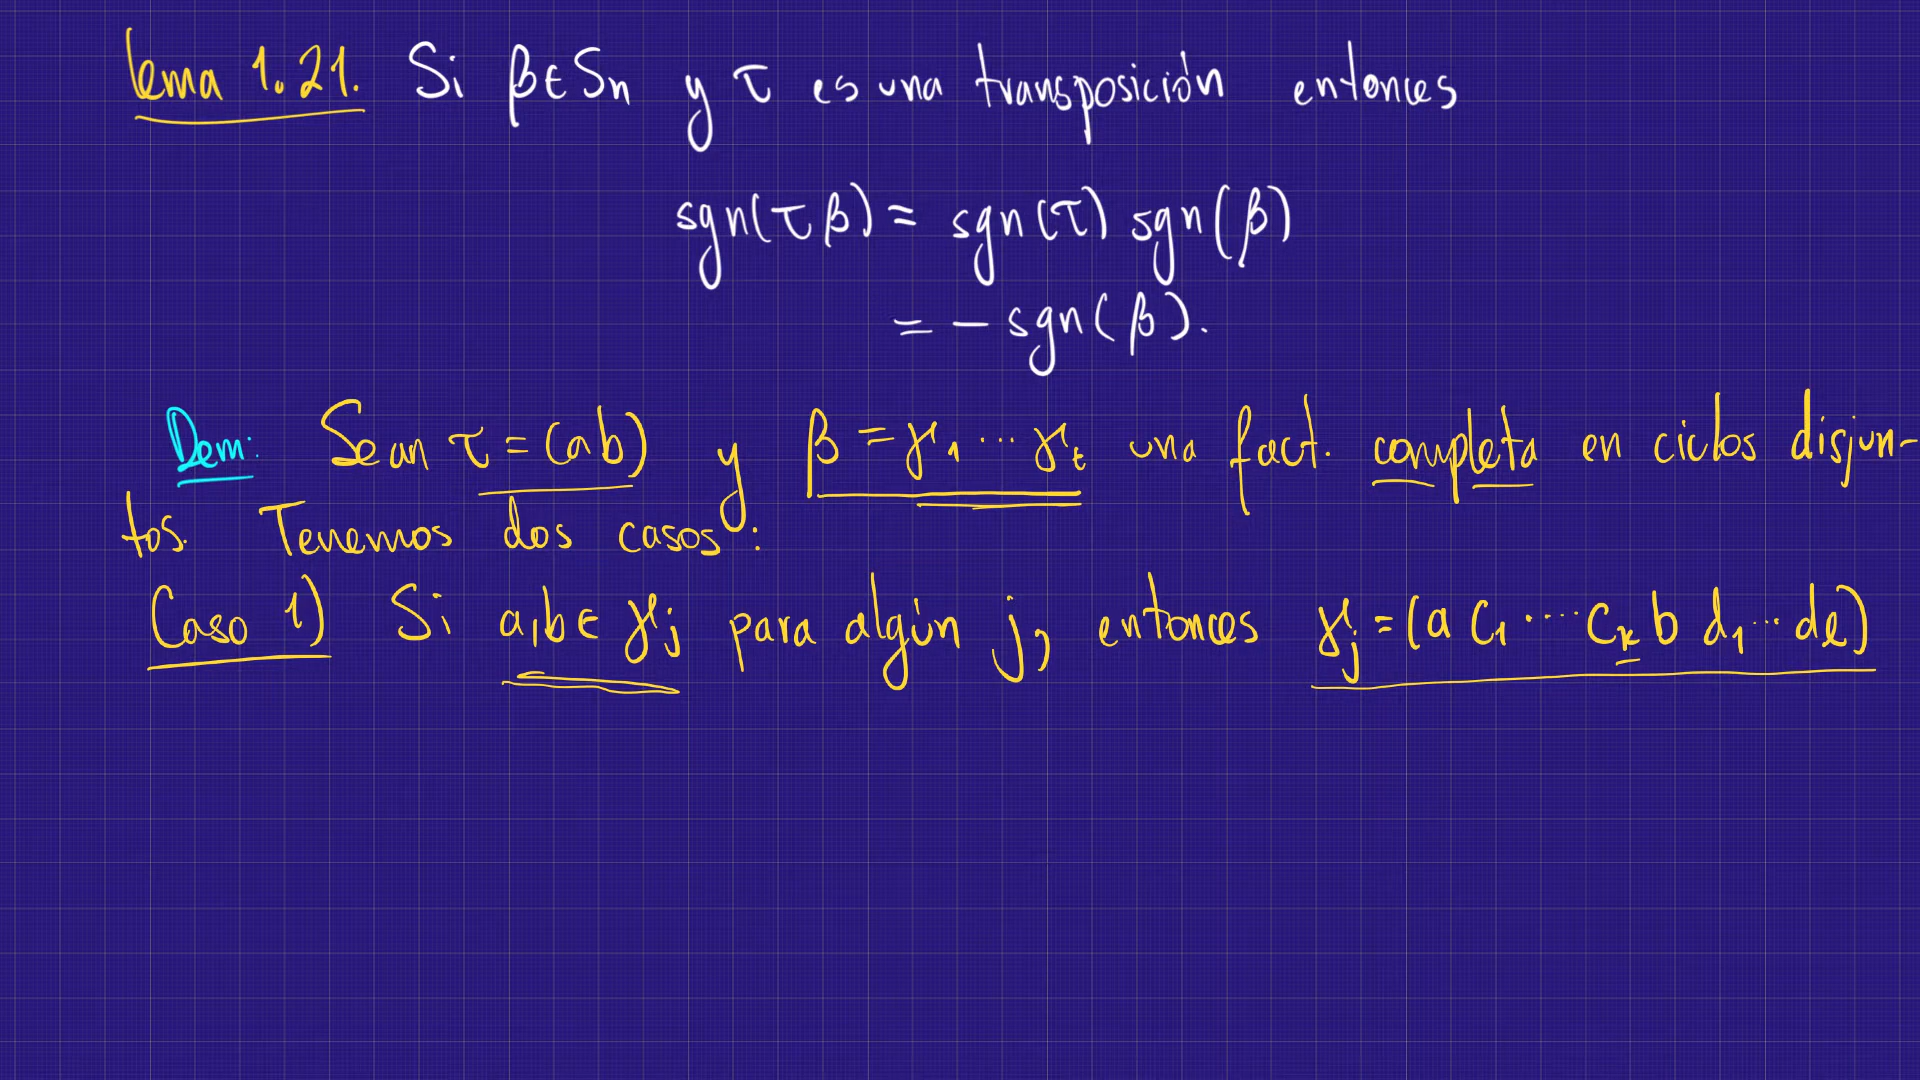 Lema 1.21. Si β∈Sn y τ es una transposición entonces
sgn(τβ) = sgn(τ) sgn(β)
= - sgn(β).
Dem: Sean τ = (ab) y β = γ₁ ··· γₜ una fact. completa en ciclos disjun-
tos. Tenemos dos casos:
Caso 1) Si a,b ∈ γⱼ para algún j, entonces γⱼ = (a c₁ ···· cₖ b d₁ ··· dℓ)